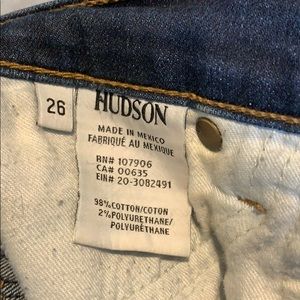 26
HUDSON
MADE IN MEXICO
FABRIQUÉ AU MEXIQUE
BN# 107906
CA# 00635
EIN# 20-3082491
98%COTTON/COTON
2%POLYURETHANE/
POLYURÉTHANE